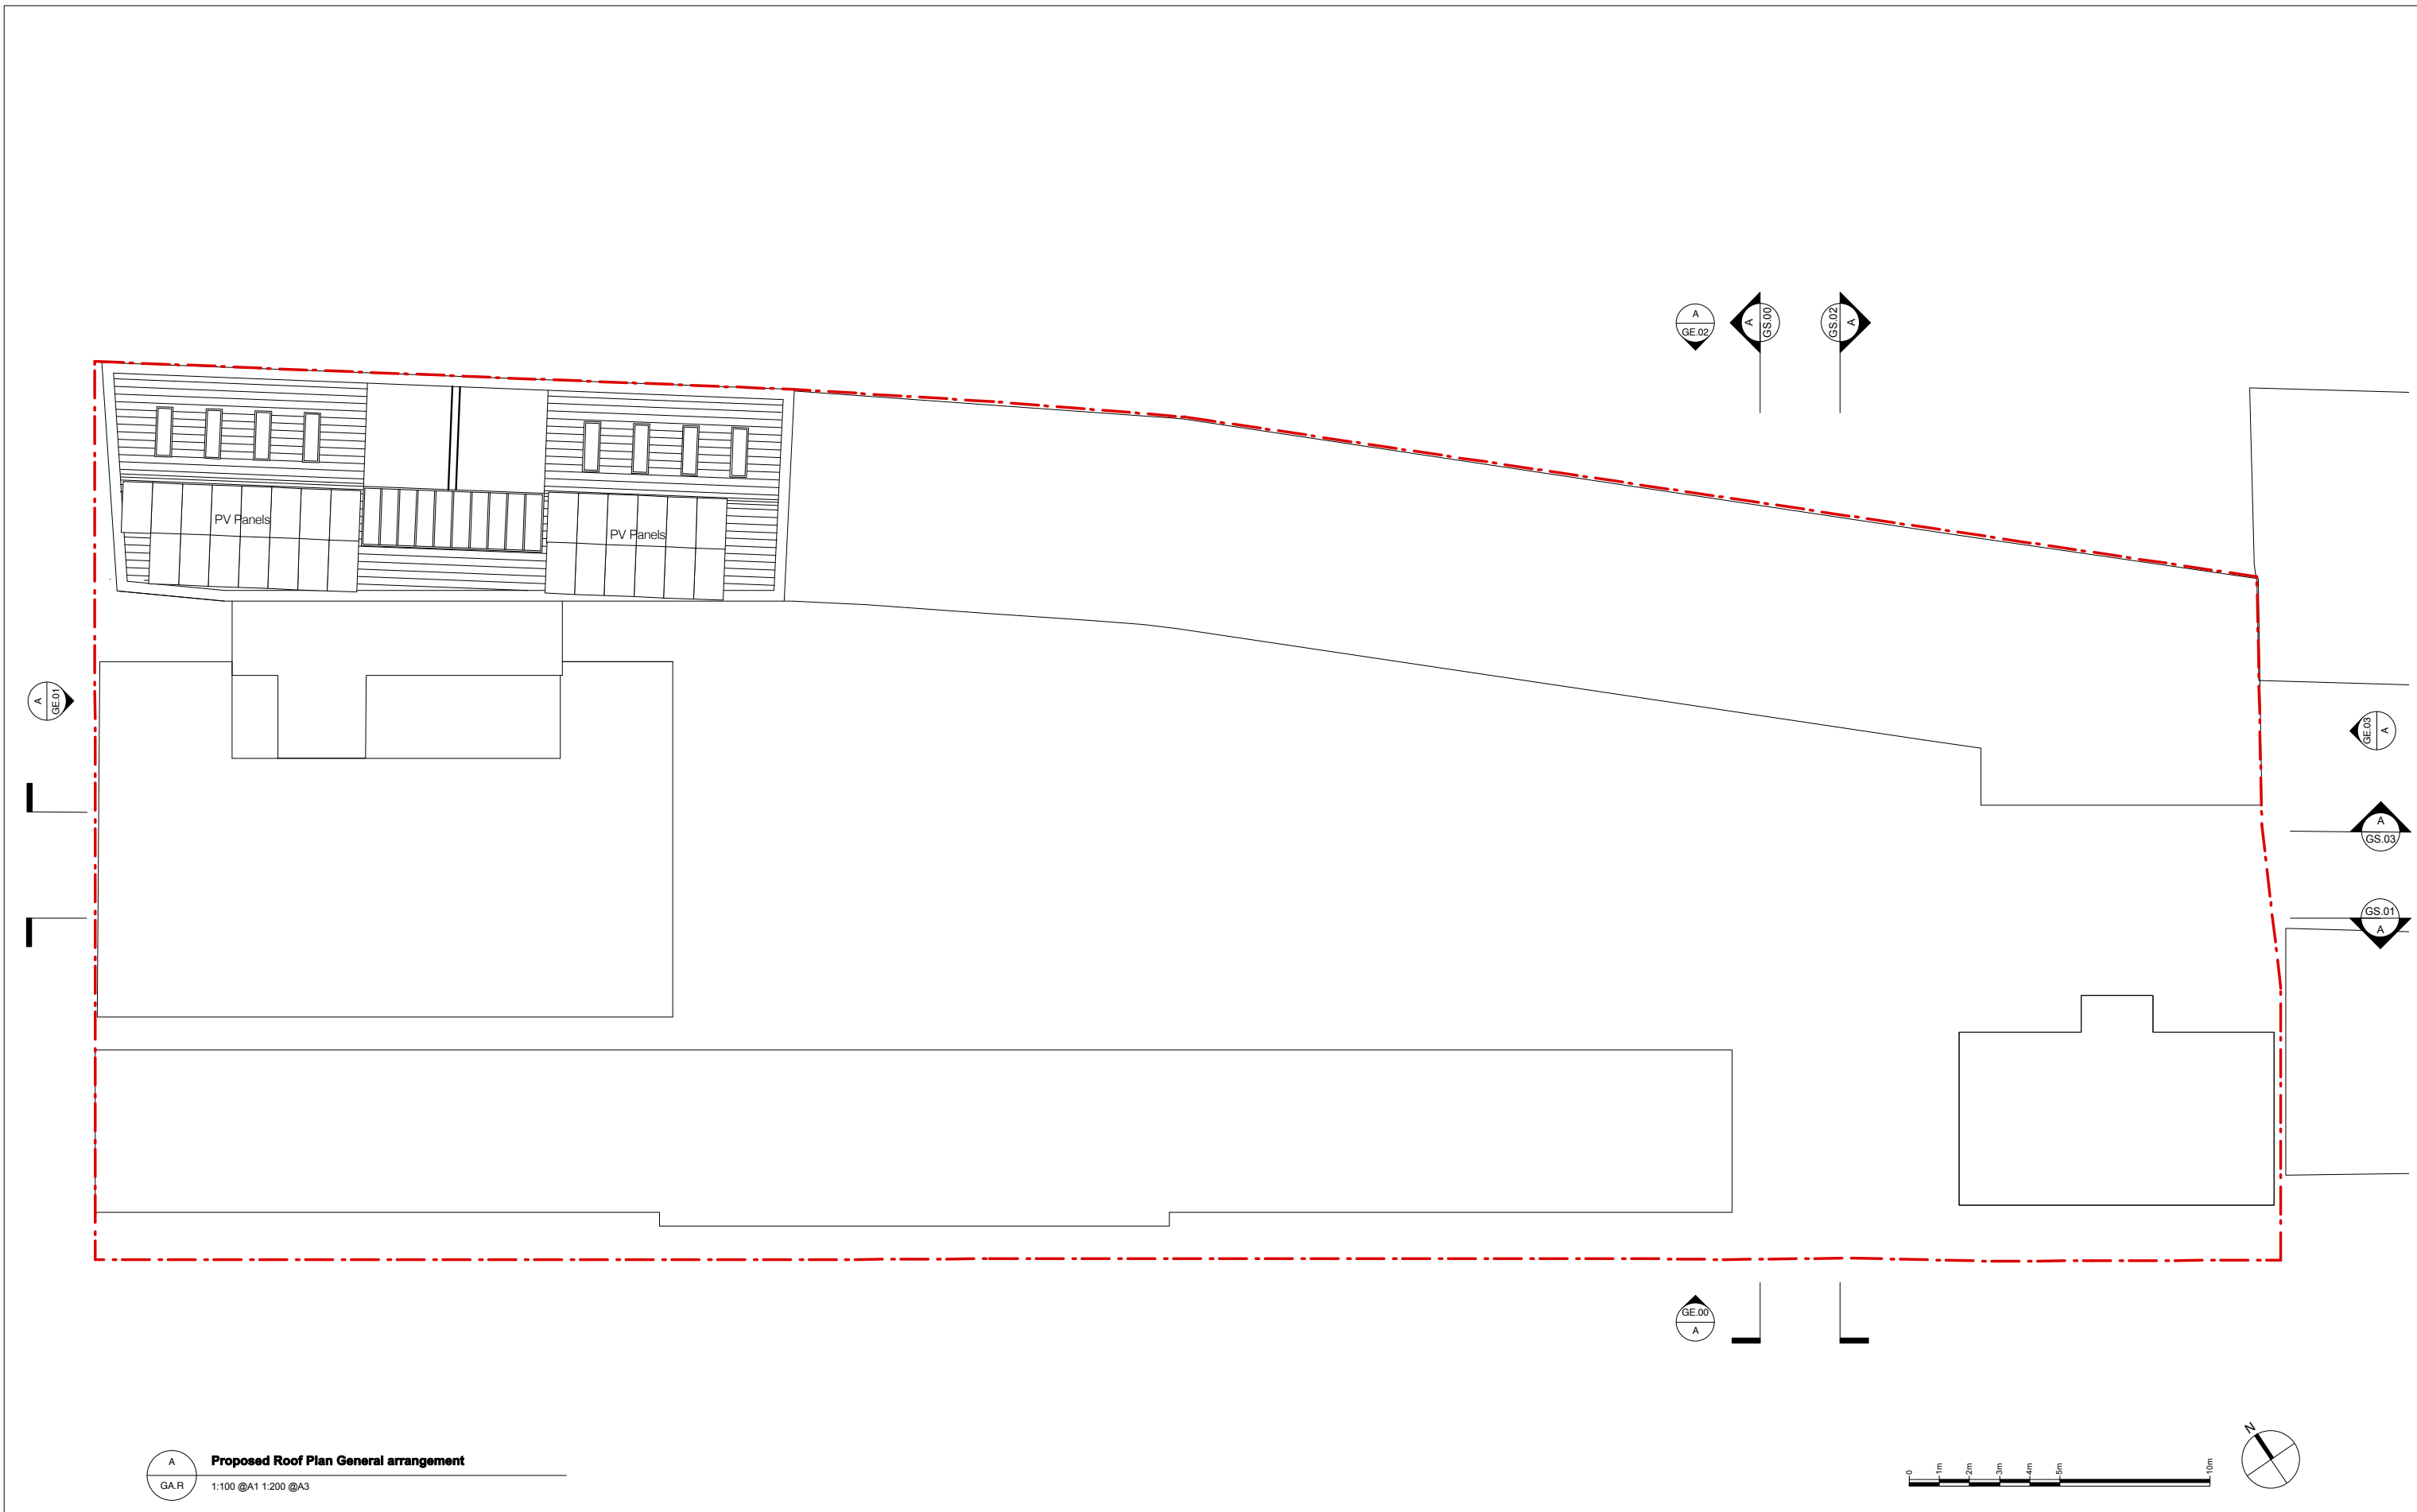 A
GE.02
A
GS.00
GS.02
A
PV Panels
PV Panels
A
GE.01
GE.03
A
A
GS.03
GS.01
A
GE.00
A
N
A
GA.R
Proposed Roof Plan General arrangement
1:100 @A1 1:200 @A3
0
1m
2m
3m
4m
5m
10m